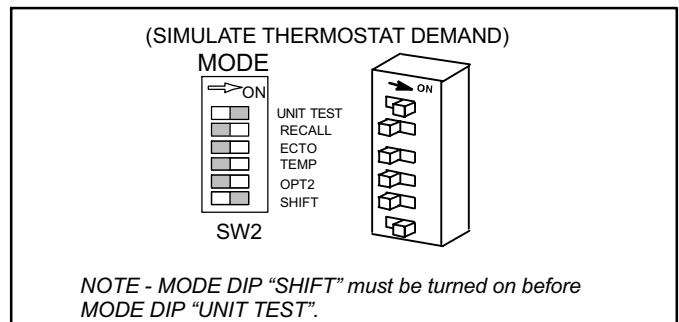 (SIMULATE THERMOSTAT DEMAND)
MODE
ON
UNIT TEST
RECALL
ECTO
TEMP
OPT2
SHIFT
SW2
ON
NOTE - MODE DIP “SHIFT” must be turned on before
MODE DIP “UNIT TEST”.